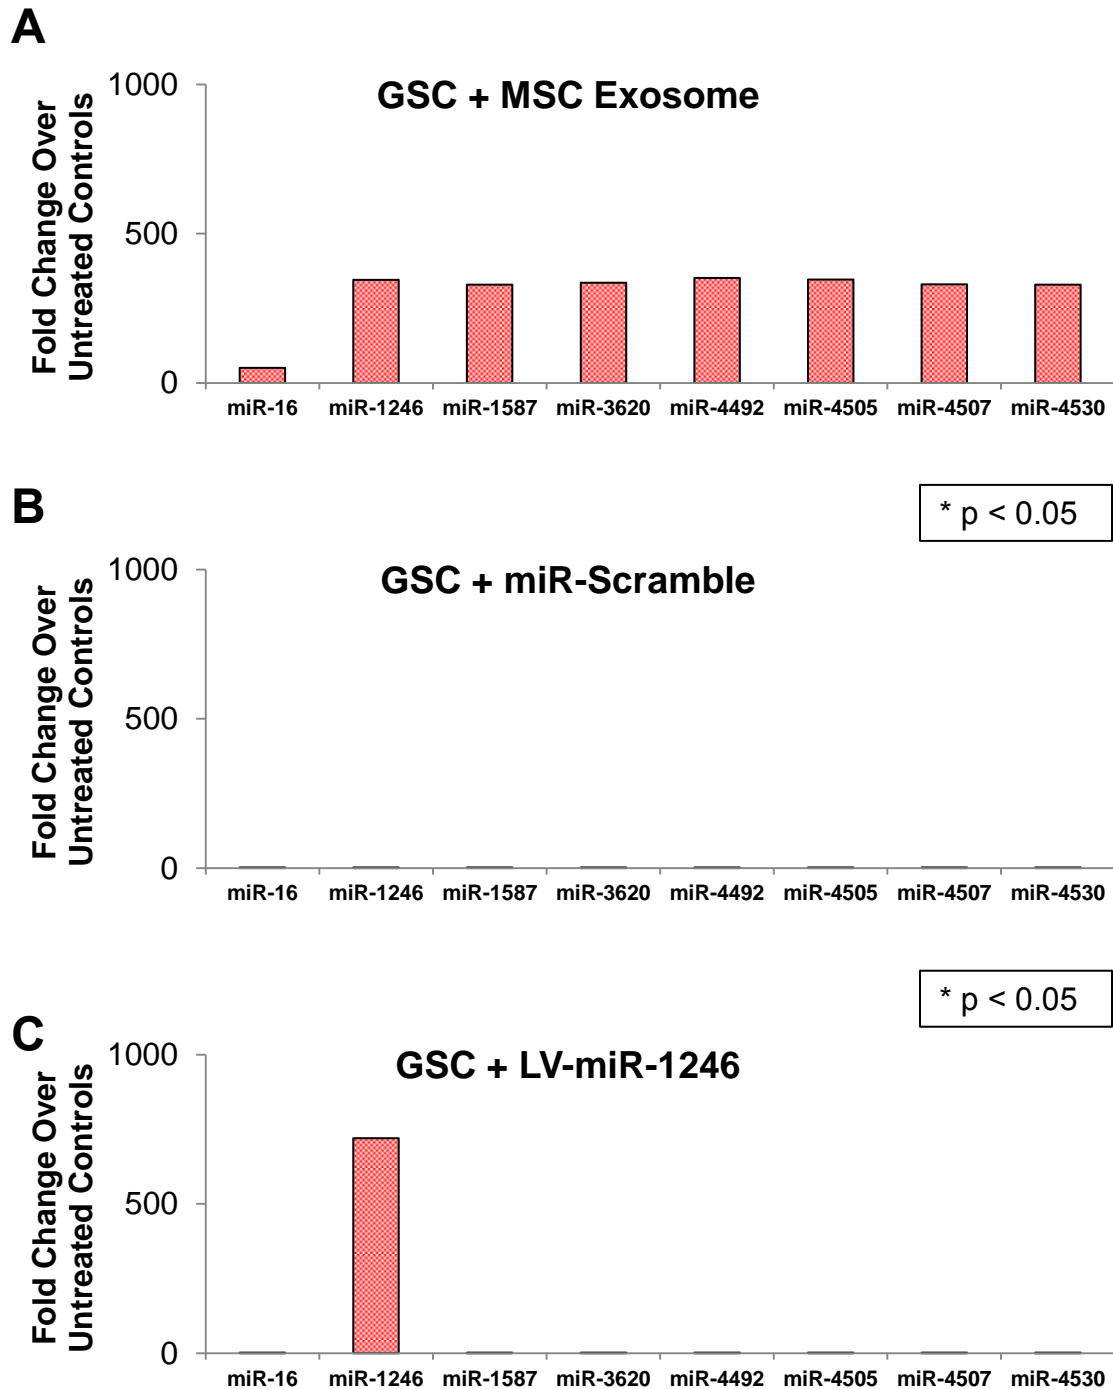 A
GSC + MSC Exosome
Fold Change Over
Untreated Controls
1000
500
0
miR-16 miR-1246 miR-1587 miR-3620 miR-4492 miR-4505 miR-4507 miR-4530
B
* p < 0.05
GSC + miR-Scramble
Fold Change Over
Untreated Controls
1000
500
0
miR-16 miR-1246 miR-1587 miR-3620 miR-4492 miR-4505 miR-4507 miR-4530
* p < 0.05
C
GSC + LV-miR-1246
Fold Change Over
Untreated Controls
1000
500
0
miR-16 miR-1246 miR-1587 miR-3620 miR-4492 miR-4505 miR-4507 miR-4530